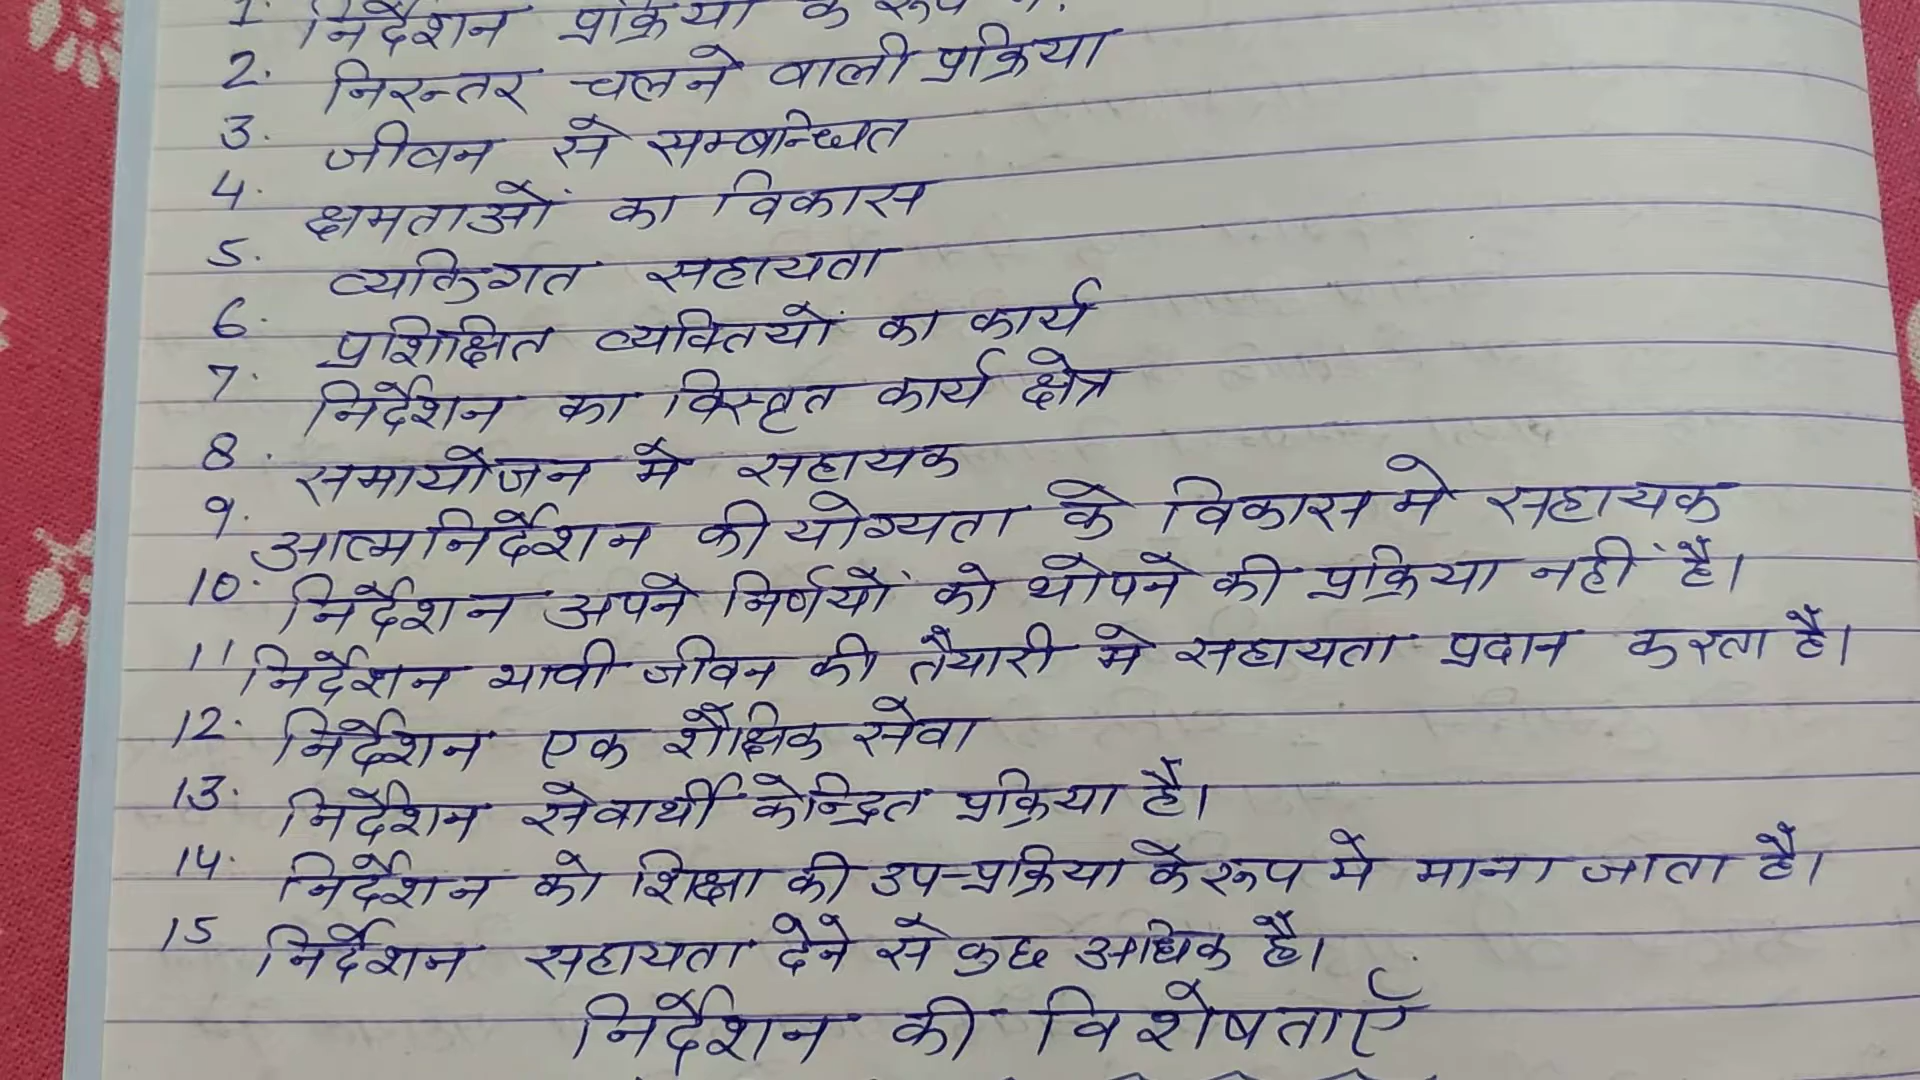 1. निर्देशन प्रक्रिया के रूप में.
2. निरन्तर चलने वाली प्रक्रिया
3. जीवन से सम्बन्धित
4. क्षमताओं का विकास
5. व्यक्तिगत सहायता
6. प्रशिक्षित व्यक्तियों का कार्य
7. निर्देशन का विस्तृत कार्य क्षेत्र
8. समायोजन मे सहायक
9. आत्मनिर्देशन की योग्यता के विकास मे सहायक
10. निर्देशन अपने निर्णयों को थोपने की प्रक्रिया नहीं है।
11 निर्देशन भावी जीवन की तैयारी मे सहायता प्रदान करता है।
12. निर्देशन एक शैक्षिक सेवा
13. निर्देशन सेवार्थी केन्द्रित प्रक्रिया है।
14. निर्देशन को शिक्षा की उप-प्रक्रिया के रूप में माना जाता है।
15 निर्देशन सहायता देने से कुछ अधिक है।
निर्देशन की विशेषताएँ